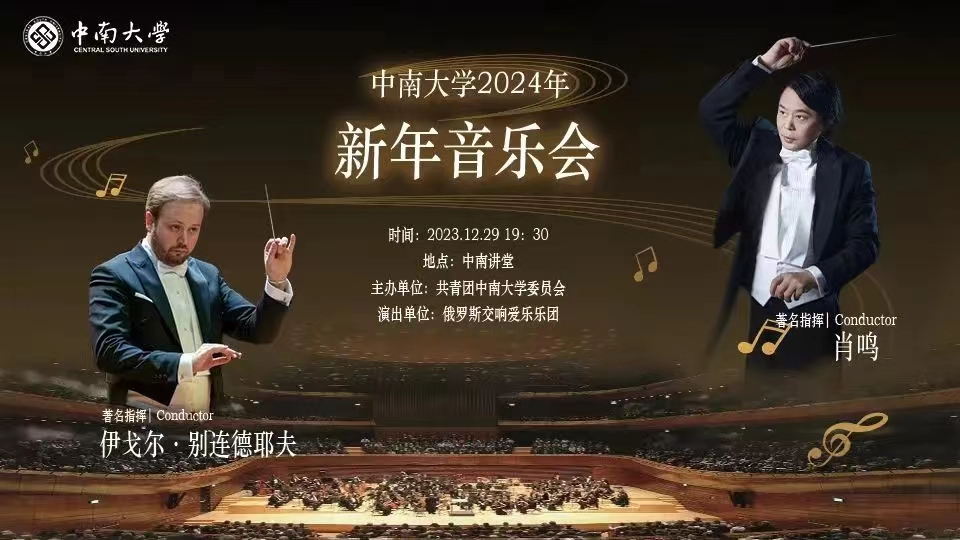 中南大学
CENTRAL SOUTH UNIVERSITY
中南大学2024年
新年音乐会
时间：2023.12.29 19：30
地点：中南讲堂
主办单位：共青团中南大学委员会
演出单位：俄罗斯交响爱乐乐团
著名指挥| Conductor
肖鸣
著名指挥| Conductor
伊戈尔·别连德耶夫